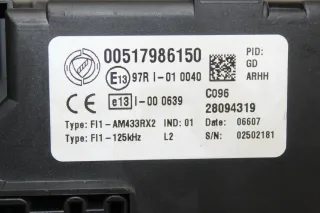 FIAT
00517986150
PID:
GD
ARHH
E13 97R I-01 0040
CE e13 I-00 0639
C096
28094319
Type: FI1-AM433RX2 IND: 01 Date: 06607
Type: FI1-125kHz L2 S/N: 02502181